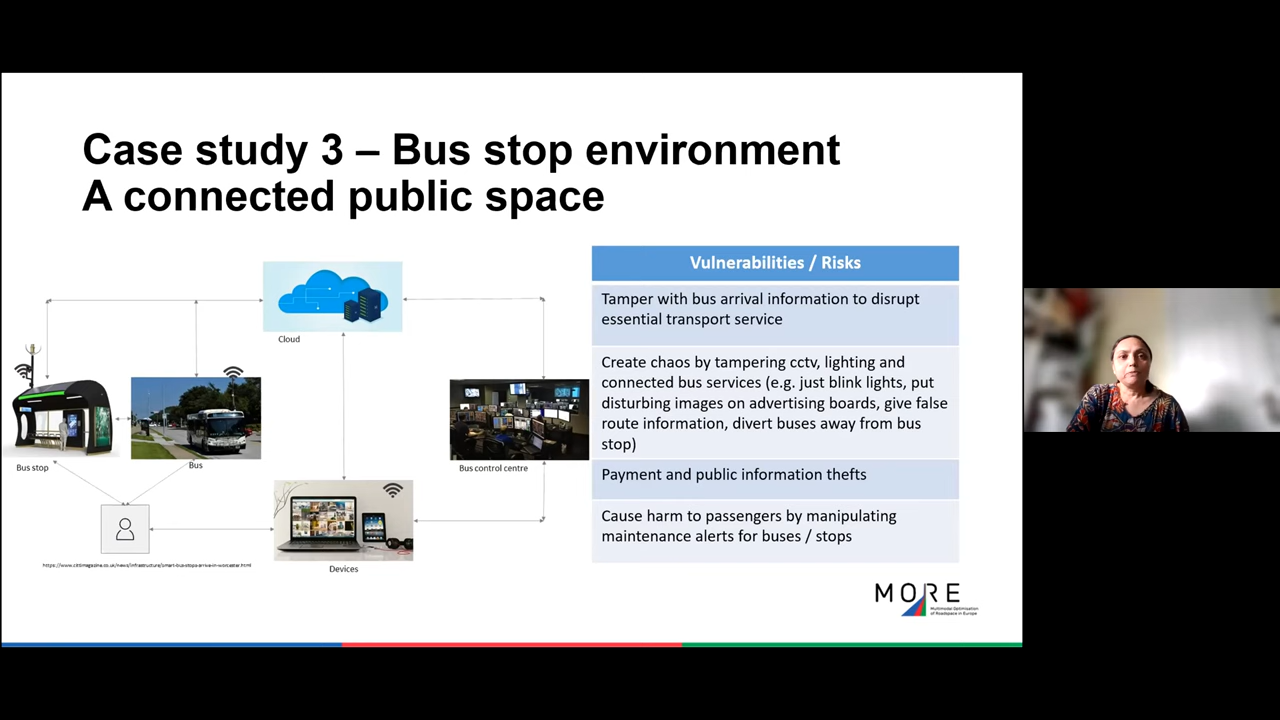 Case study 3 – Bus stop environment
A connected public space
Cloud
Bus stop
Bus
Bus control centre
Devices
https://www.cittimagazine.co.uk/news/infrastructure/smart-bus-stops-arrive-in-worcester.html
Vulnerabilities / Risks
Tamper with bus arrival information to disrupt
essential transport service
Create chaos by tampering cctv, lighting and
connected bus services (e.g. just blink lights, put
disturbing images on advertising boards, give false
route information, divert buses away from bus
stop)
Payment and public information thefts
Cause harm to passengers by manipulating
maintenance alerts for buses / stops
MORE
Multimodal Optimisation
of Roadspace in Europe